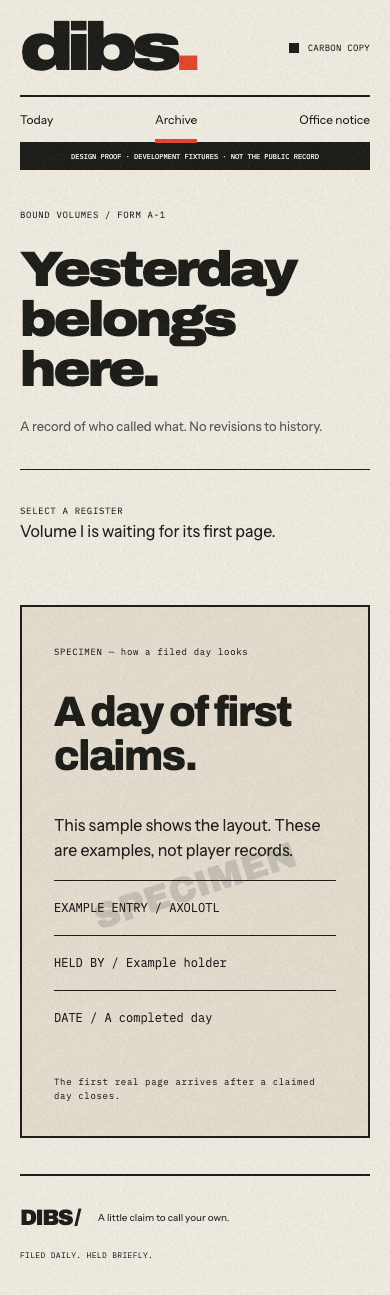 dibs.
CARBON COPY
Today
Archive
Office notice
DESIGN PROOF · DEVELOPMENT FIXTURES · NOT THE PUBLIC RECORD
BOUND VOLUMES / FORM A-1
Yesterday
belongs
here.
A record of who called what. No revisions to history.
SELECT A REGISTER
Volume I is waiting for its first page.
SPECIMEN — how a filed day looks
A day of first
claims.
This sample shows the layout. These
are examples, not player records.
SPECIMEN
EXAMPLE ENTRY / AXOLOTL
HELD BY / Example holder
DATE / A completed day
The first real page arrives after a claimed
day closes.
DIBS/
A little claim to call your own.
FILED DAILY. HELD BRIEFLY.